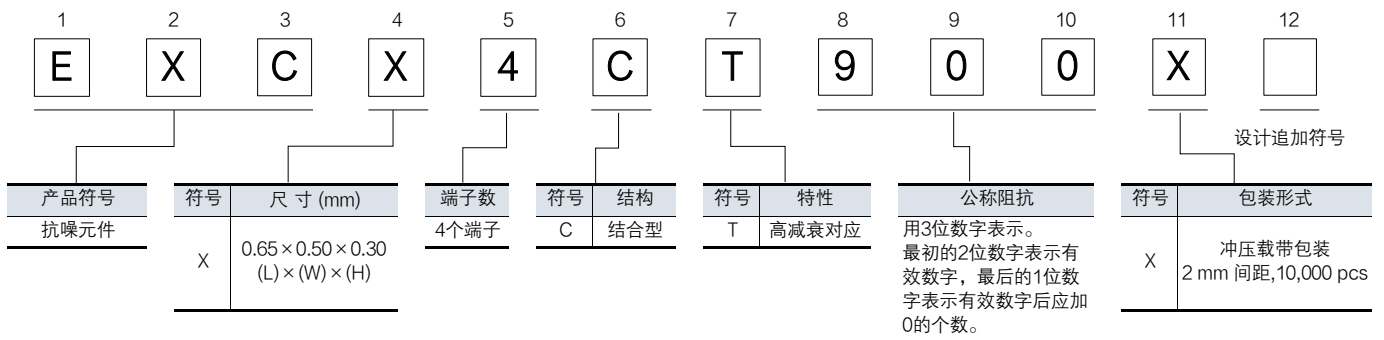 1 2 3 4 5 6 7 8 9 10 11 12
E X C X 4 C T 9 0 0 X
设计追加符号
产品符号
抗噪元件
符号 尺 寸 (mm)
X 0.65×0.50×0.30
(L)×(W)×(H)
端子数
4个端子
符号 结构
C 结合型
符号 特性
T 高减衰对应
公称阻抗
用3位数字表示。
最初的2位数字表示有
效数字，最后的1位数
字表示有效数字后应加
0的个数。
符号 包装形式
X 冲压载带包装
2 mm 间距,10,000 pcs